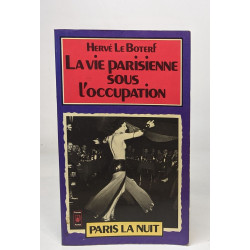 Hervé Le Boterf
La vie parisienne
sous
l'occupation
PARIS LA NUIT